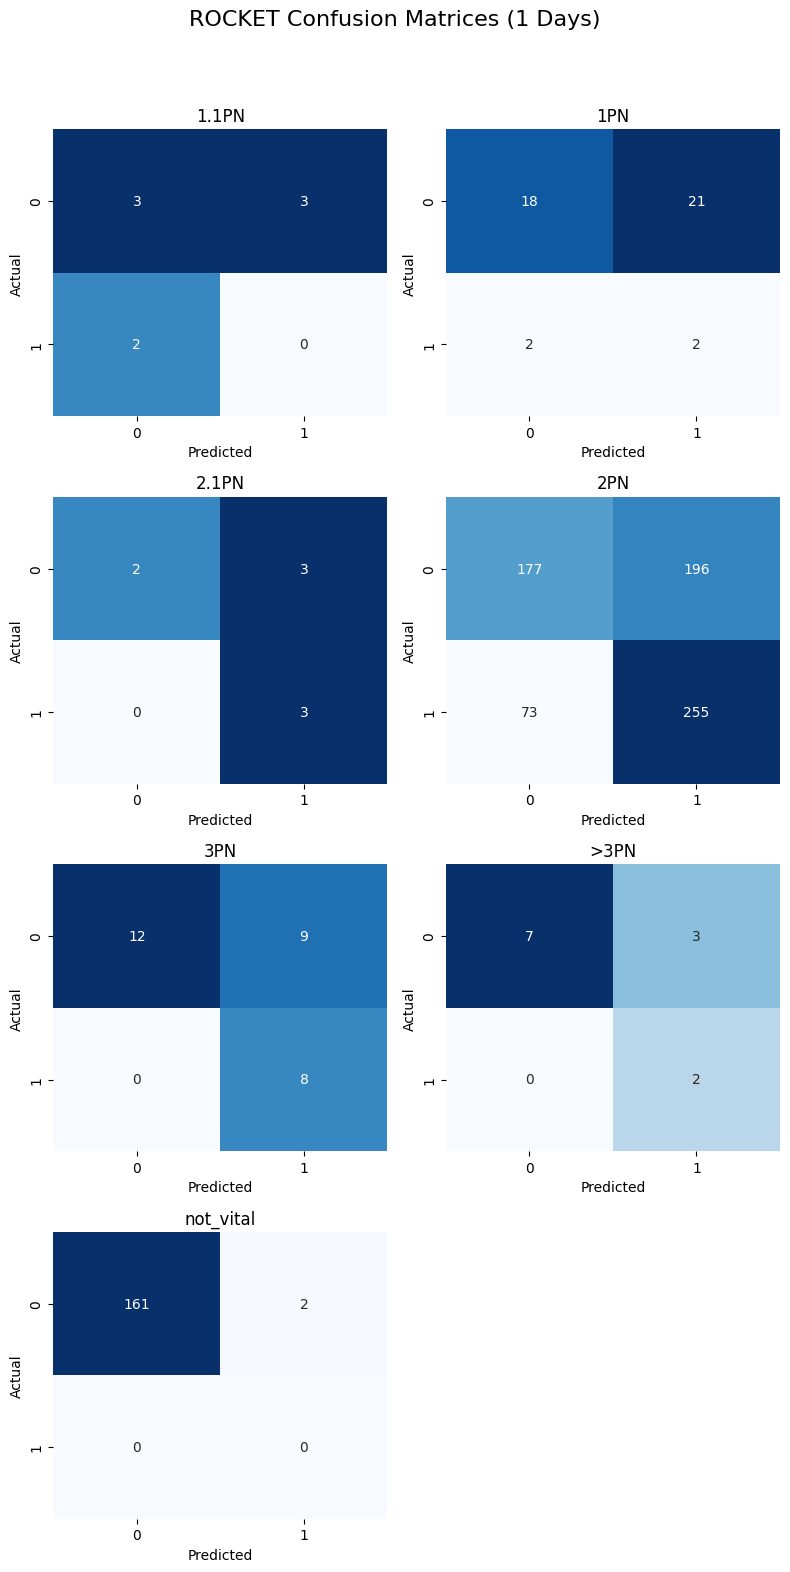 ROCKET Confusion Matrices (1 Days)
1.1PN
1PN
Actual
0
3
3
1
2
0
0
1
Predicted
Actual
0
18
21
1
2
2
0
1
Predicted
2.1PN
2PN
Actual
0
2
3
1
0
3
0
1
Predicted
Actual
0
177
196
1
73
255
0
1
Predicted
3PN
>3PN
Actual
0
12
9
1
0
8
0
1
Predicted
Actual
0
7
3
1
0
2
0
1
Predicted
not_vital
Actual
0
161
2
1
0
0
0
1
Predicted